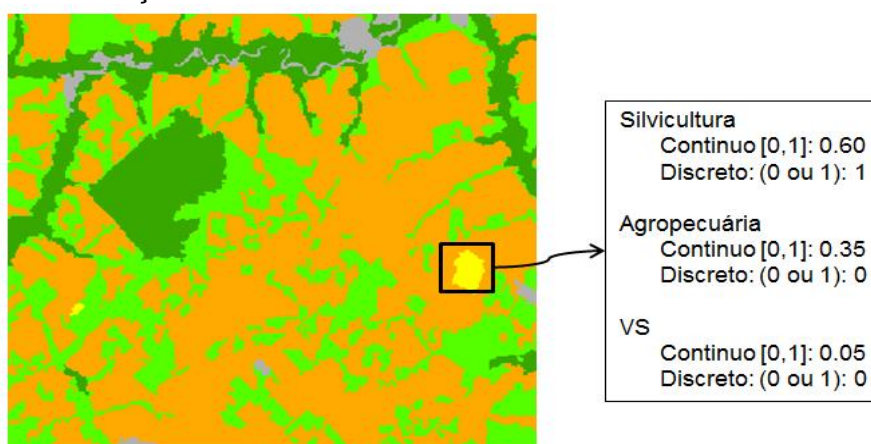 Silvicultura
Continuo [0,1]: 0.60
Discreto: (0 ou 1): 1
Agropecuária
Continuo [0,1]: 0.35
Discreto: (0 ou 1): 0
VS
Continuo [0,1]: 0.05
Discreto: (0 ou 1): 0